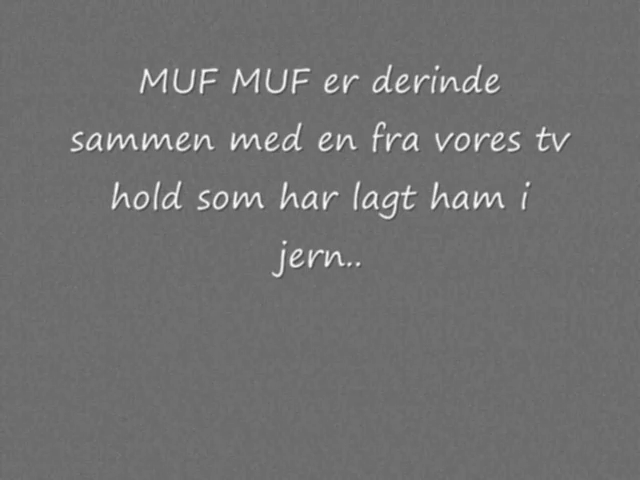 MUF MUF er derinde
sammen med en fra vores tv
hold som har lagt ham i
jern..